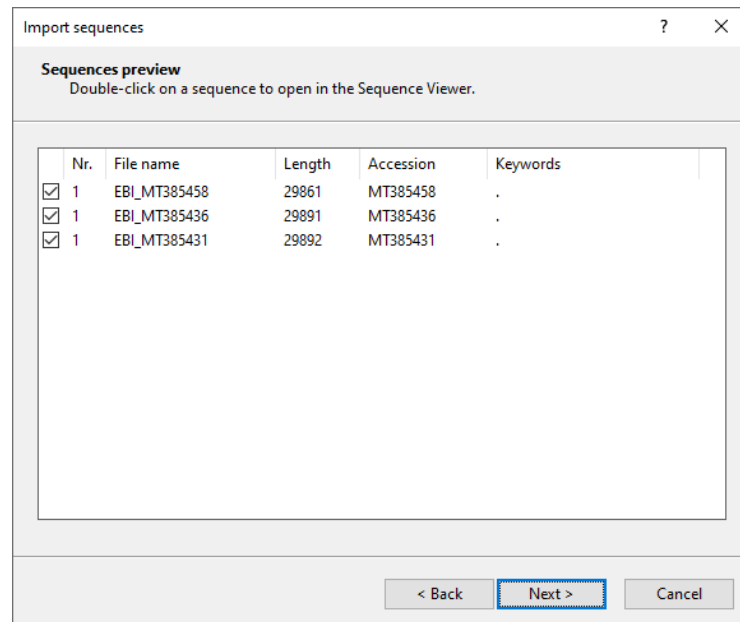 Import sequences ?
Sequences preview
Double-click on a sequence to open in the Sequence Viewer.
Nr. File name Length Accession Keywords
1 EBI_MT385458 29861 MT385458 .
1 EBI_MT385436 29891 MT385436 .
1 EBI_MT385431 29892 MT385431 .
< Back Next > Cancel